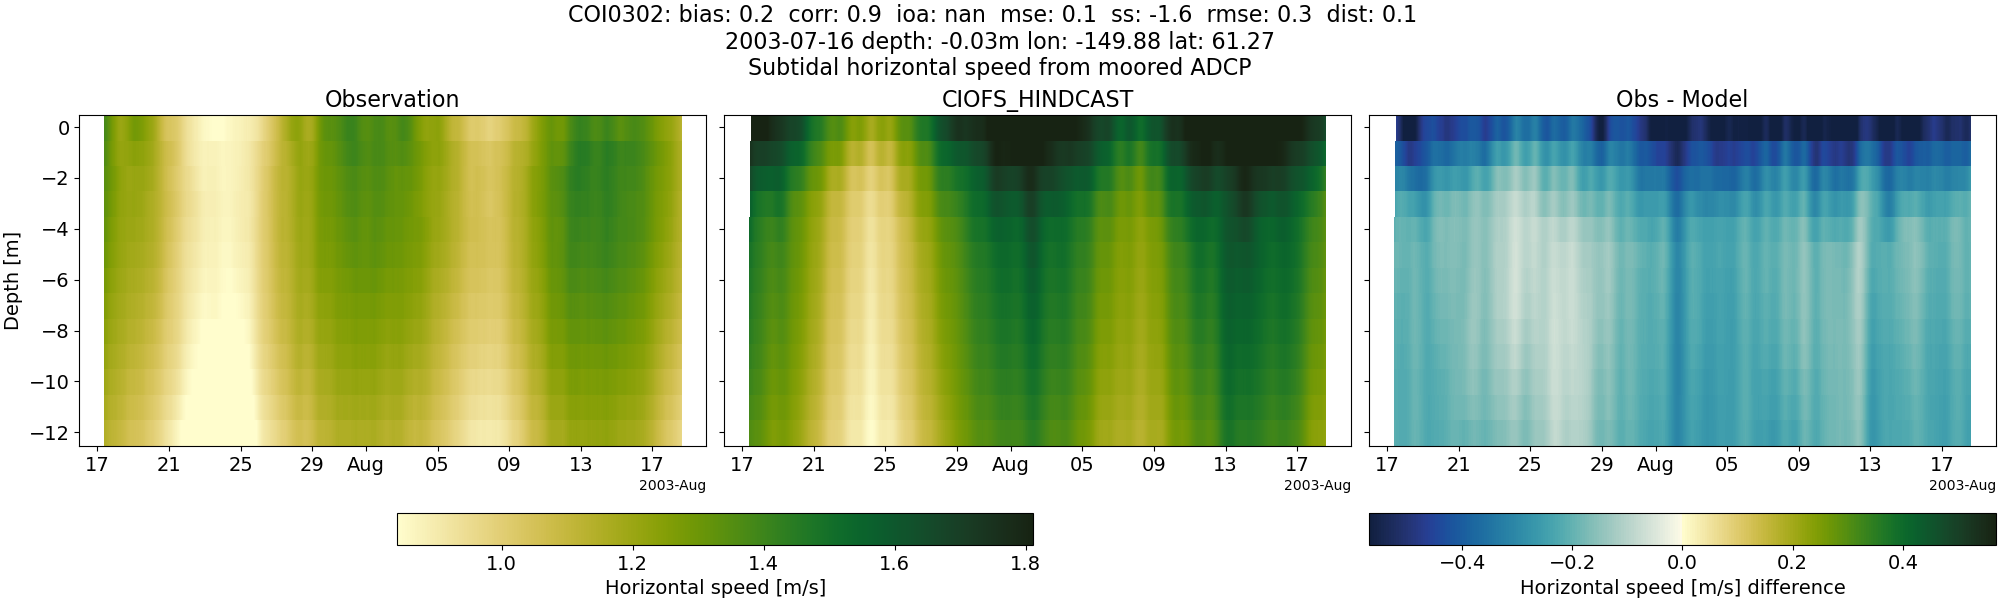 COI0302: bias: 0.2 corr: 0.9 ioa: nan mse: 0.1 ss: -1.6 rmse: 0.3 dist: 0.1
2003-07-16 depth: -0.03m lon: -149.88 lat: 61.27
Subtidal horizontal speed from moored ADCP
Observation
CIOFS_HINDCAST
Obs - Model
Depth [m]
0
−2
−4
−6
−8
−10
−12
17 21 25 29 Aug 05 09 13 17
2003-Aug
17 21 25 29 Aug 05 09 13 17
2003-Aug
17 21 25 29 Aug 05 09 13 17
2003-Aug
1.0 1.2 1.4 1.6 1.8
Horizontal speed [m/s]
−0.4 −0.2 0.0 0.2 0.4
Horizontal speed [m/s] difference